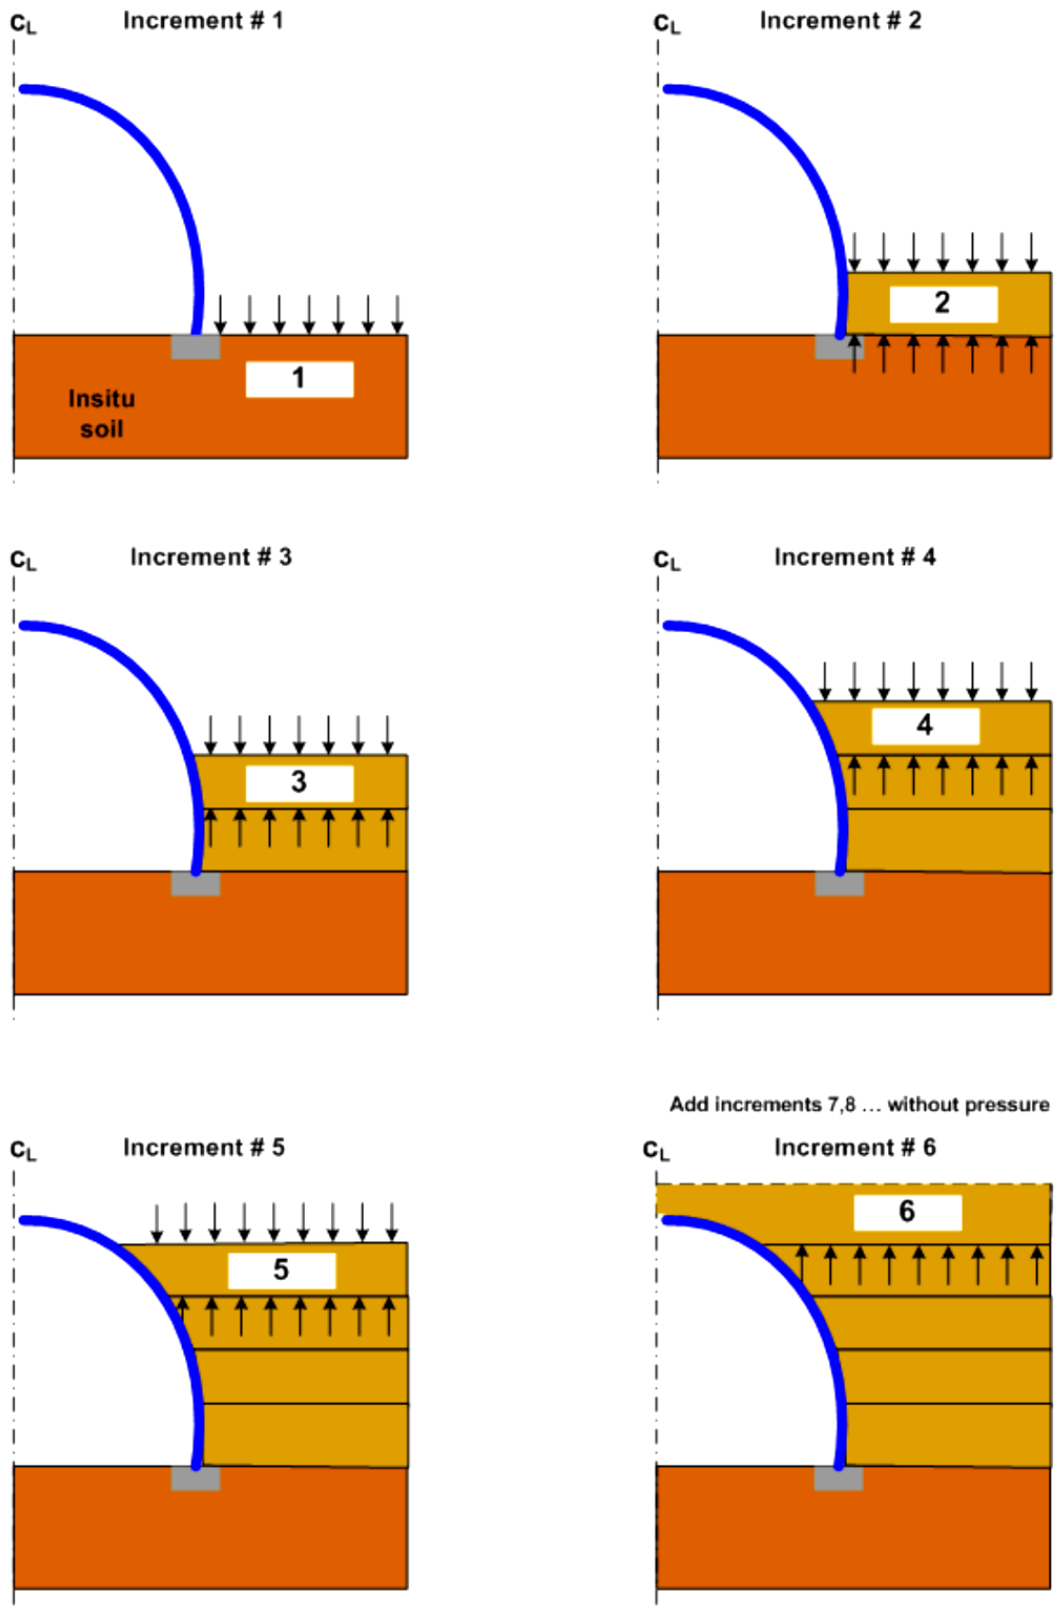 CL Increment # 1
CL Increment # 2
1
Insitu
soil
2
CL Increment # 3
CL Increment # 4
3
4
Add increments 7,8 ... without pressure
CL Increment # 5
CL Increment # 6
5
6